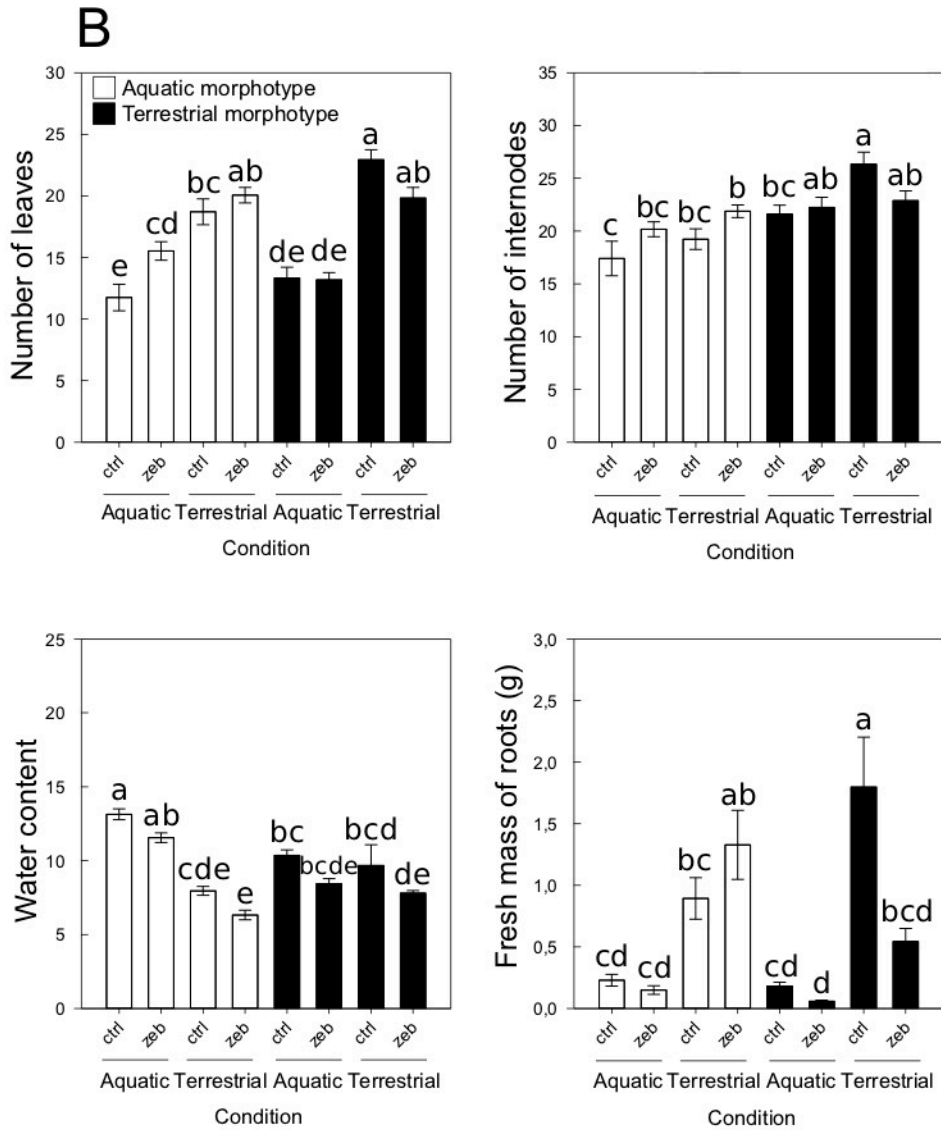 B
Number of leaves
30
25
20
15
10
5
0
Aquatic morphotype
Terrestrial morphotype
e
cd
bc
ab
de
de
a
ab
ctrl zeb ctrl zeb ctrl zeb ctrl zeb
Aquatic Terrestrial Aquatic Terrestrial
Condition
Number of internodes
35
30
25
20
15
10
5
0
c
bc
bc
b
bc
ab
a
ab
ctrl zeb ctrl zeb ctrl zeb ctrl zeb
Aquatic Terrestrial Aquatic Terrestrial
Condition
Water content
25
20
15
10
5
0
a
ab
cde
e
bc
bcde
bcd
de
ctrl zeb ctrl zeb ctrl zeb ctrl zeb
Aquatic Terrestrial Aquatic Terrestrial
Condition
Fresh mass of roots (g)
3,0
2,5
2,0
1,5
1,0
0,5
0,0
cd
cd
bc
ab
cd
d
a
bcd
ctrl zeb ctrl zeb ctrl zeb ctrl zeb
Aquatic Terrestrial Aquatic Terrestrial
Condition